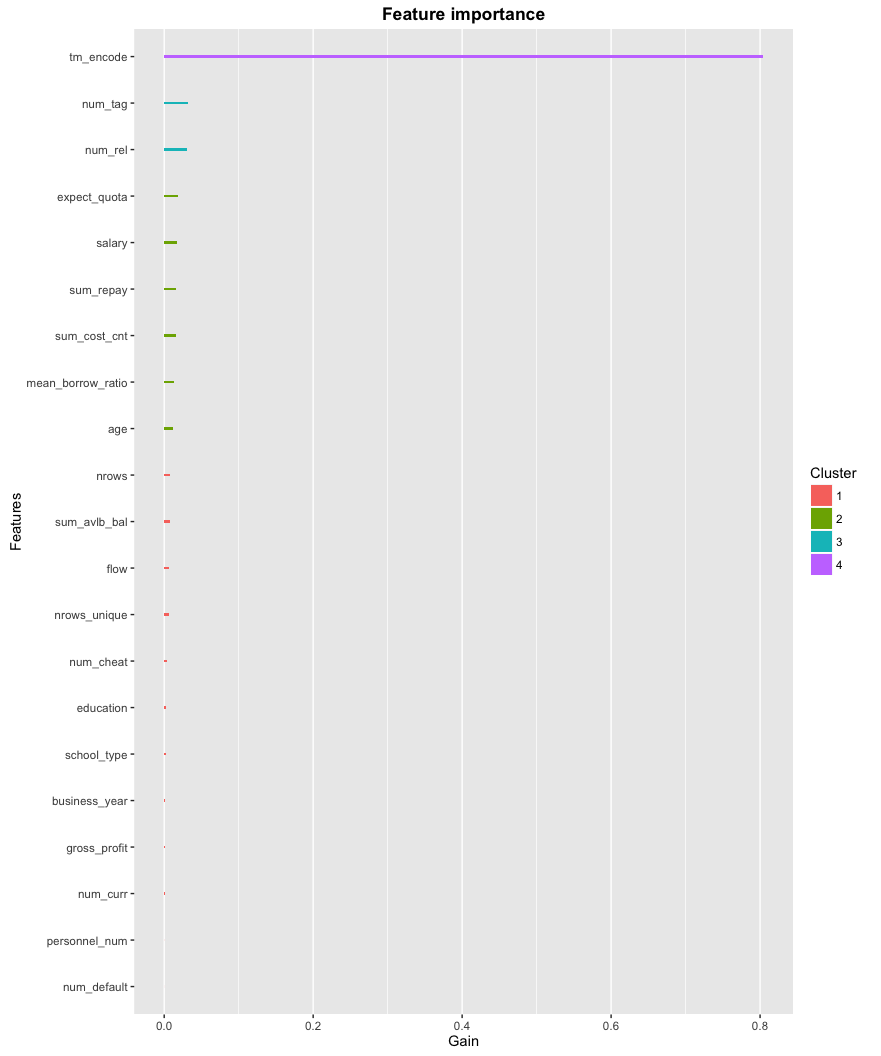 Feature importance
tm_encode
num_tag
num_rel
expect_quota
salary
sum_repay
sum_cost_cnt
mean_borrow_ratio
age
nrows
sum_avlb_bal
flow
nrows_unique
num_cheat
education
school_type
business_year
gross_profit
num_curr
personnel_num
num_default
Features
0.0 0.2 0.4 0.6 0.8
Gain
Cluster
1
2
3
4